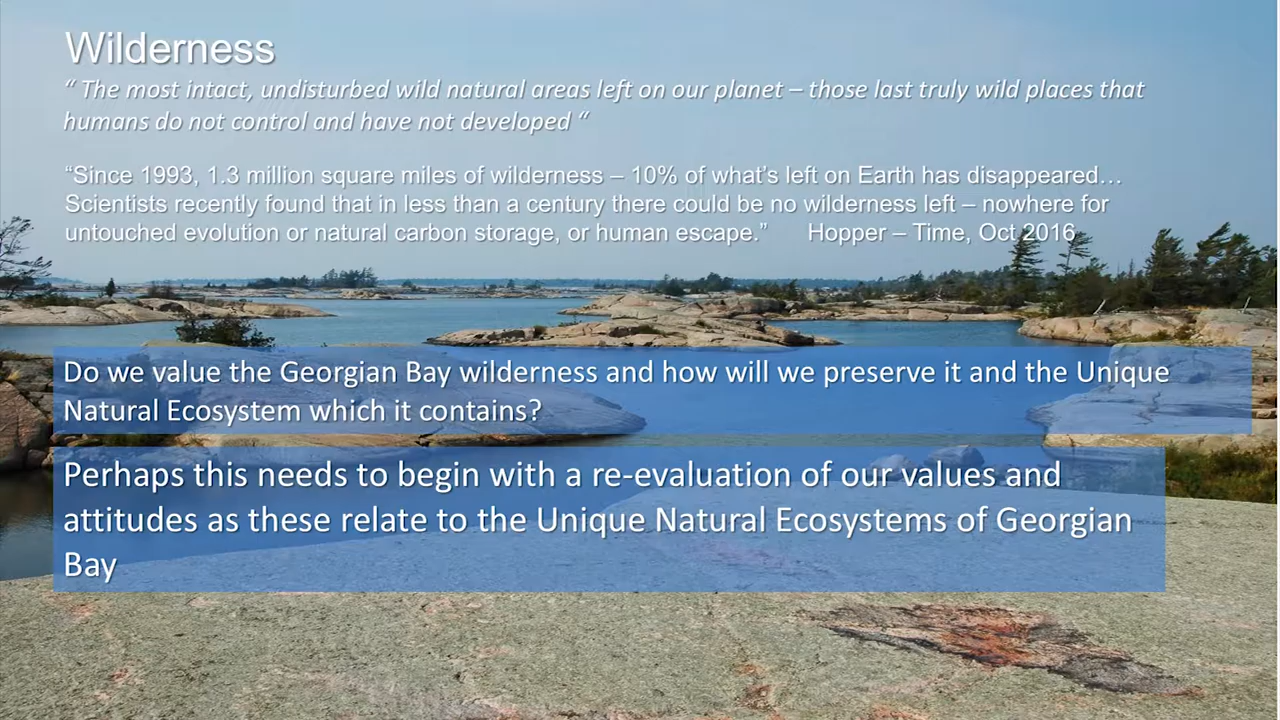 Wilderness
“ The most intact, undisturbed wild natural areas left on our planet – those last truly wild places that
humans do not control and have not developed “
“Since 1993, 1.3 million square miles of wilderness – 10% of what’s left on Earth has disappeared…
Scientists recently found that in less than a century there could be no wilderness left – nowhere for
untouched evolution or natural carbon storage, or human escape.” Hopper – Time, Oct 2016
Do we value the Georgian Bay wilderness and how will we preserve it and the Unique
Natural Ecosystem which it contains?
Perhaps this needs to begin with a re-evaluation of our values and
attitudes as these relate to the Unique Natural Ecosystems of Georgian
Bay